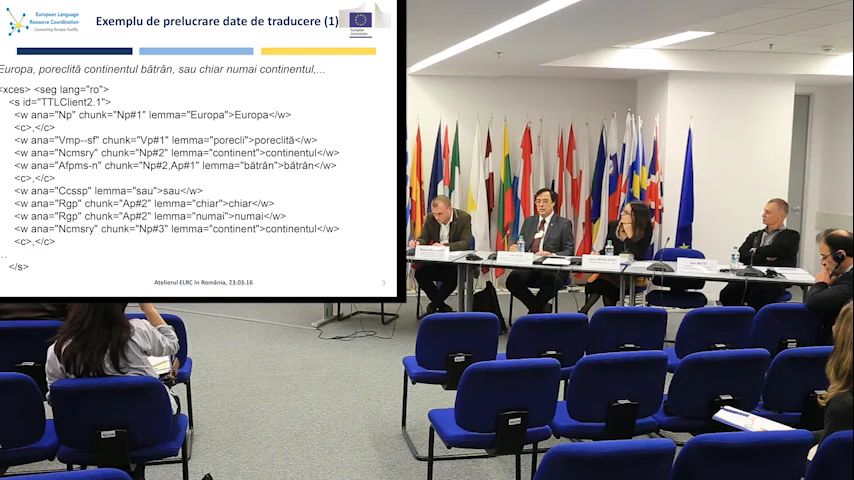 European Language
Resource Coordination
Connecting Europe Facility
Exemplu de prelucrare date de traducere (1)
European
Commission
Europa, poreclită continentul bătrân, sau chiar numai continentul,...
<xces> <seg lang="ro">
<s id="TTLClient2.1">
<w ana="Np" chunk="Np#1" lemma="Europa">Europa</w>
<c>,</c>
<w ana="Vmp--sf" chunk="Vp#1" lemma="porecli">poreclită</w>
<w ana="Ncmsry" chunk="Np#2" lemma="continent">continentul</w>
<w ana="Afpms-n" chunk="Np#2,Ap#1" lemma="bătrân">bătrân</w>
<c>,</c>
<w ana="Ccssp" lemma="sau">sau</w>
<w ana="Rgp" chunk="Ap#2" lemma="chiar">chiar</w>
<w ana="Rgp" chunk="Ap#2" lemma="numai">numai</w>
<w ana="Ncmsry" chunk="Np#3" lemma="continent">continentul</w>
<c>,</c>
..
</s>
Atelierul ELRC în România, 23.03.16
3